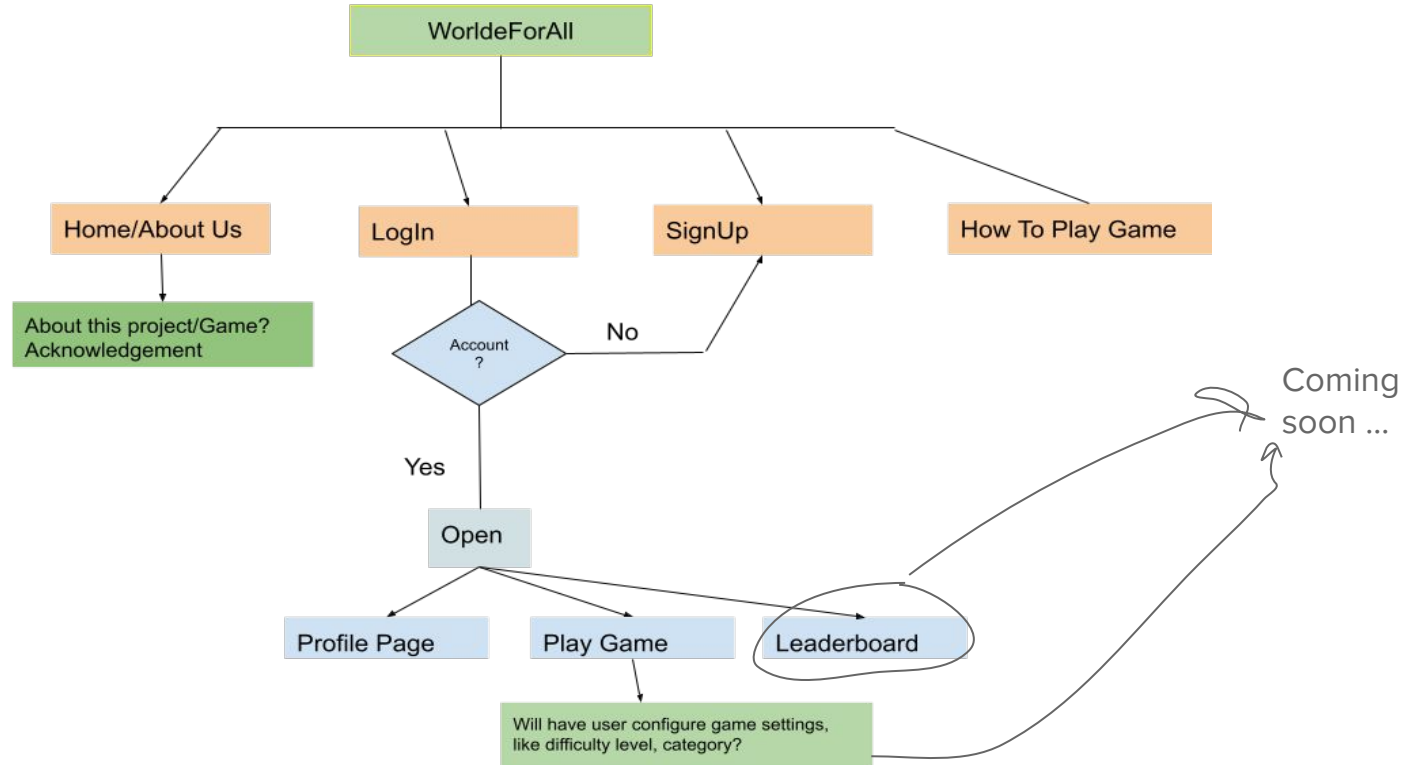 WorldeForAll
Home/About Us
LogIn
SignUp
How To Play Game
About this project/Game?
Acknowledgement
Account
?
No
Coming
soon ...
Yes
Open
Profile Page
Play Game
Leaderboard
Will have user configure game settings,
like difficulty level, category?